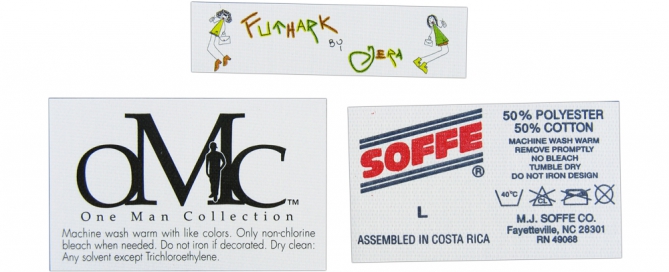 FUTHARK
BY
JERA
OMC™
One Man Collection
Machine wash warm with like colors. Only non-chlorine
bleach when needed. Do not iron if decorated. Dry clean:
Any solvent except Trichloroethylene.
SOFFE®
L
ASSEMBLED IN COSTA RICA
50% POLYESTER
50% COTTON
MACHINE WASH WARM
REMOVE PROMPTLY
NO BLEACH
TUMBLE DRY
DO NOT IRON DESIGN
40°C CL
M.J. SOFFE CO.
Fayetteville, NC 28301
RN 49068